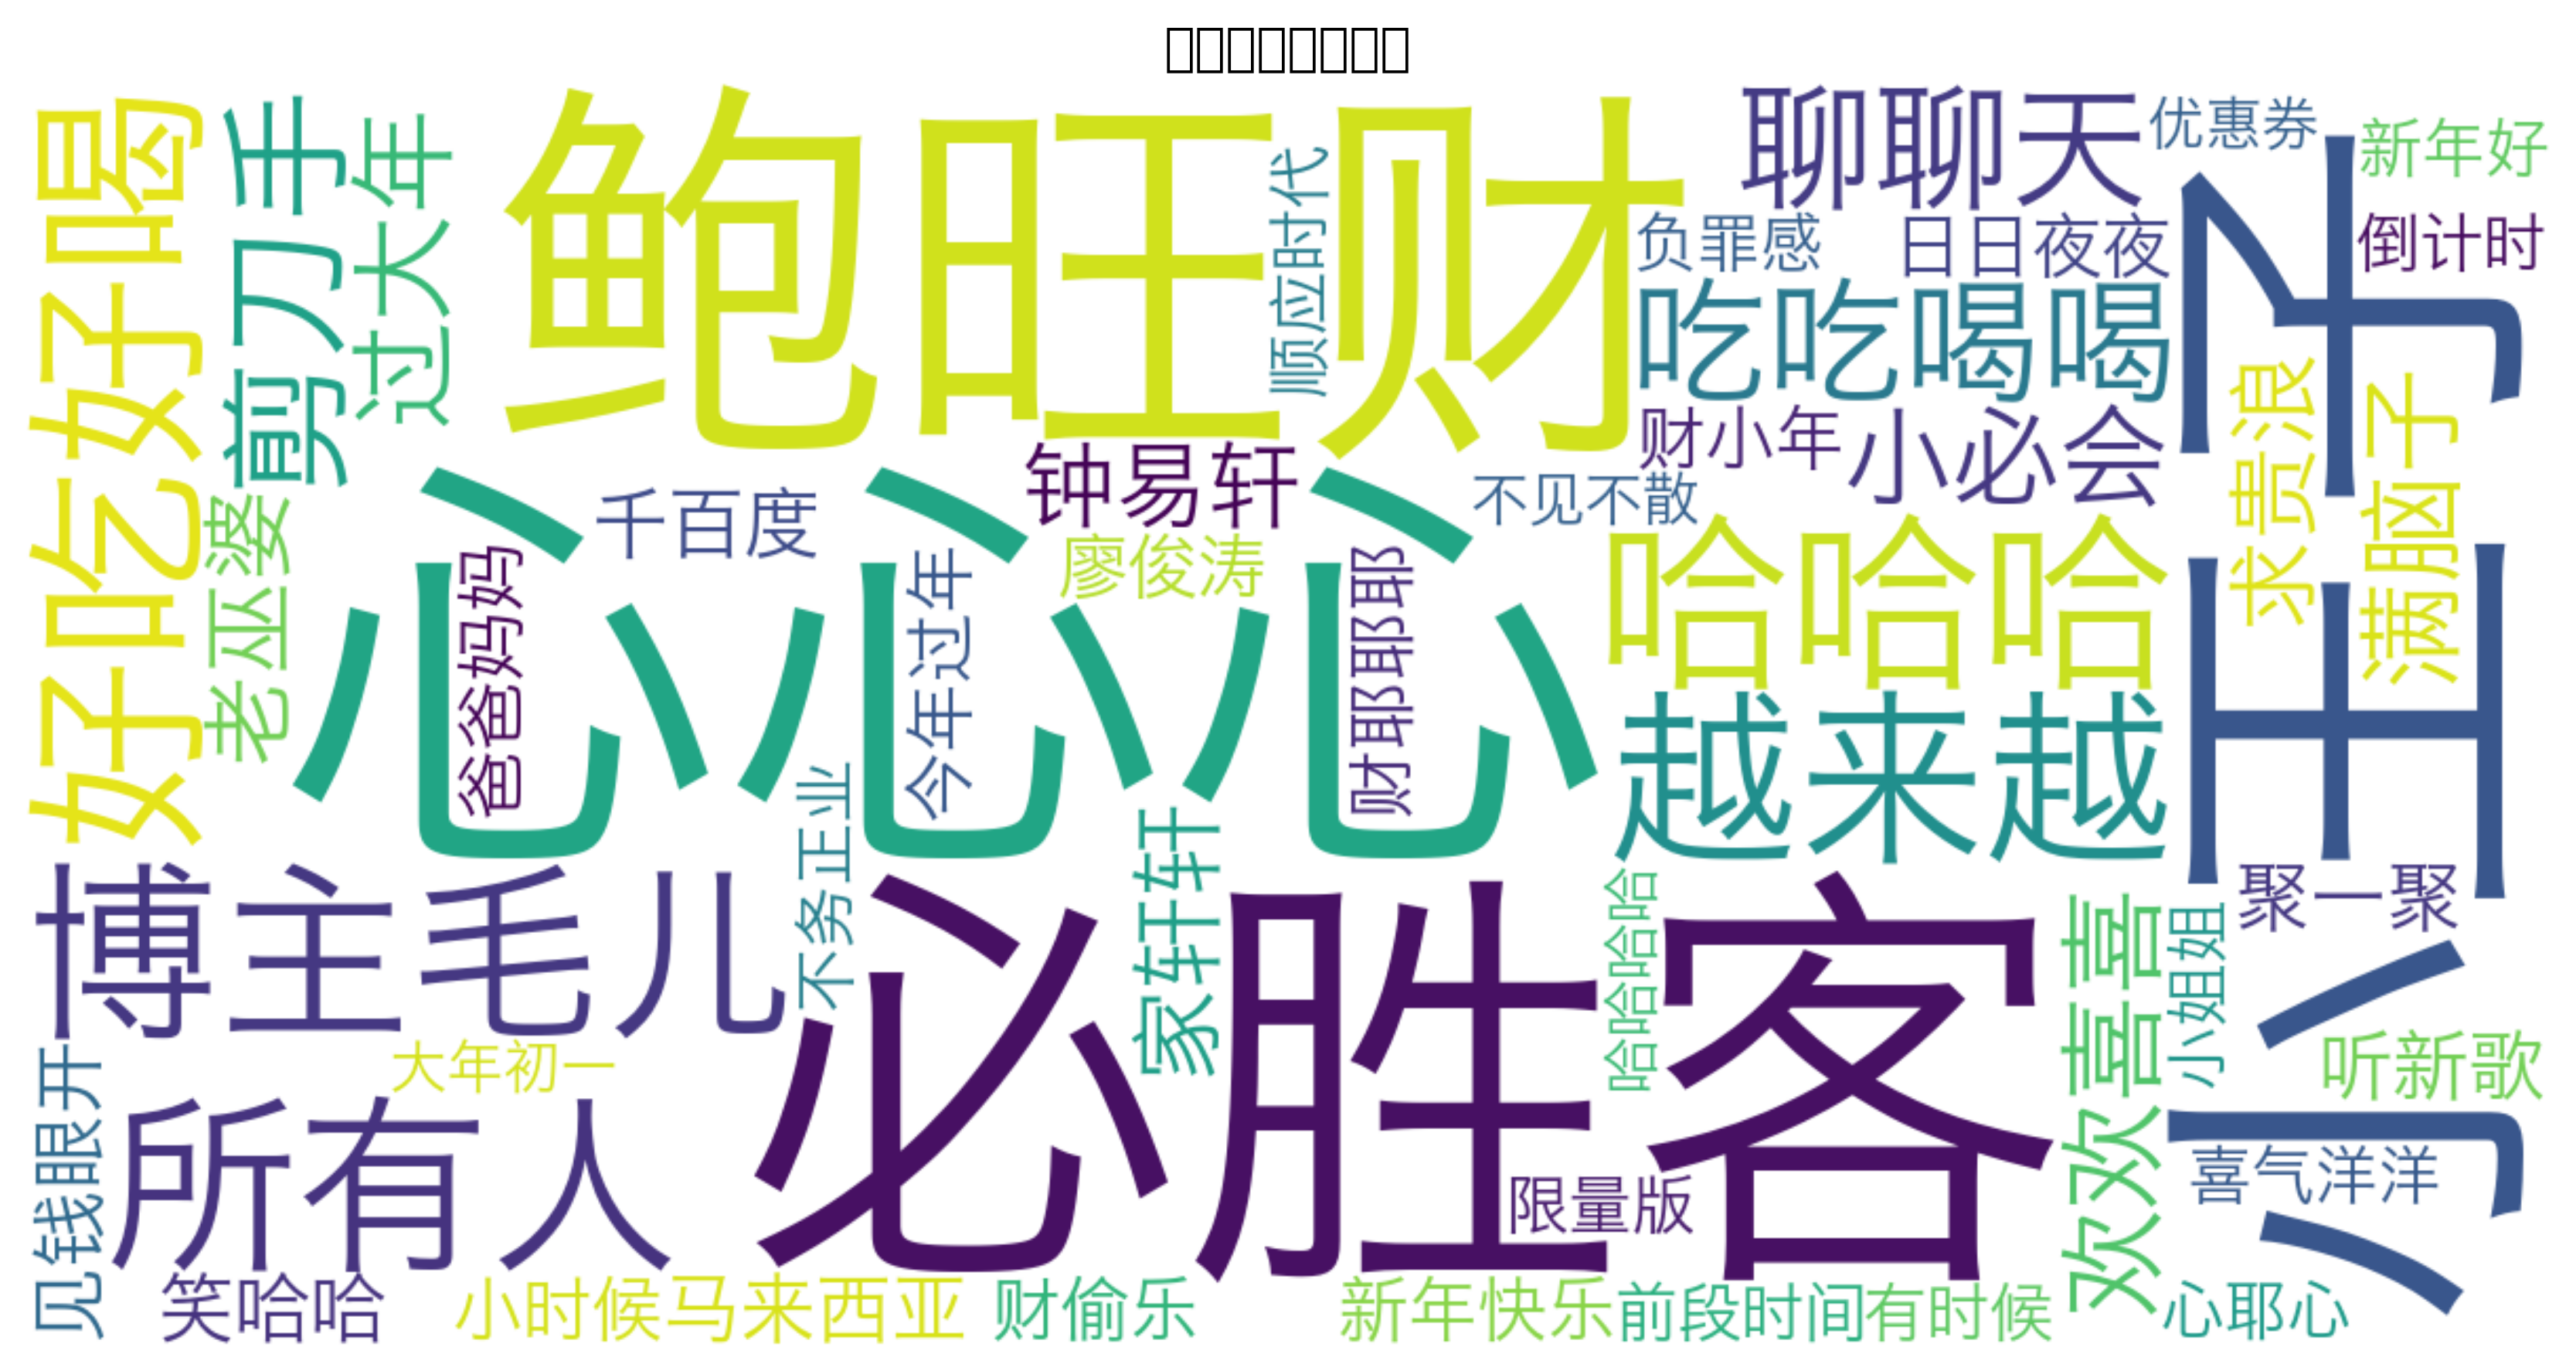 好吃好喝
剪刀手
过大年
鲍旺财
顺应时代
聊聊天
优惠券
新年好
负罪感
日日夜夜
倒计时
吃吃喝喝
小王子
财小年
小必会
求贡浪
满脑子
老巫婆
心心心
千百度
钟易轩
不见不散
廖俊涛
爸爸妈妈
今年过年
财耶耶耶
哈哈哈
越来越
博主毛儿
不务正业
家轩轩
必胜客
哈哈哈哈
欢欢喜喜
小姐姐
聚一聚
听新歌
大年初一
见钱眼开
所有人
限量版
喜气洋洋
笑哈哈
小时候
马来西亚
财偷乐
新年快乐
前段时间
有时候
心耶心